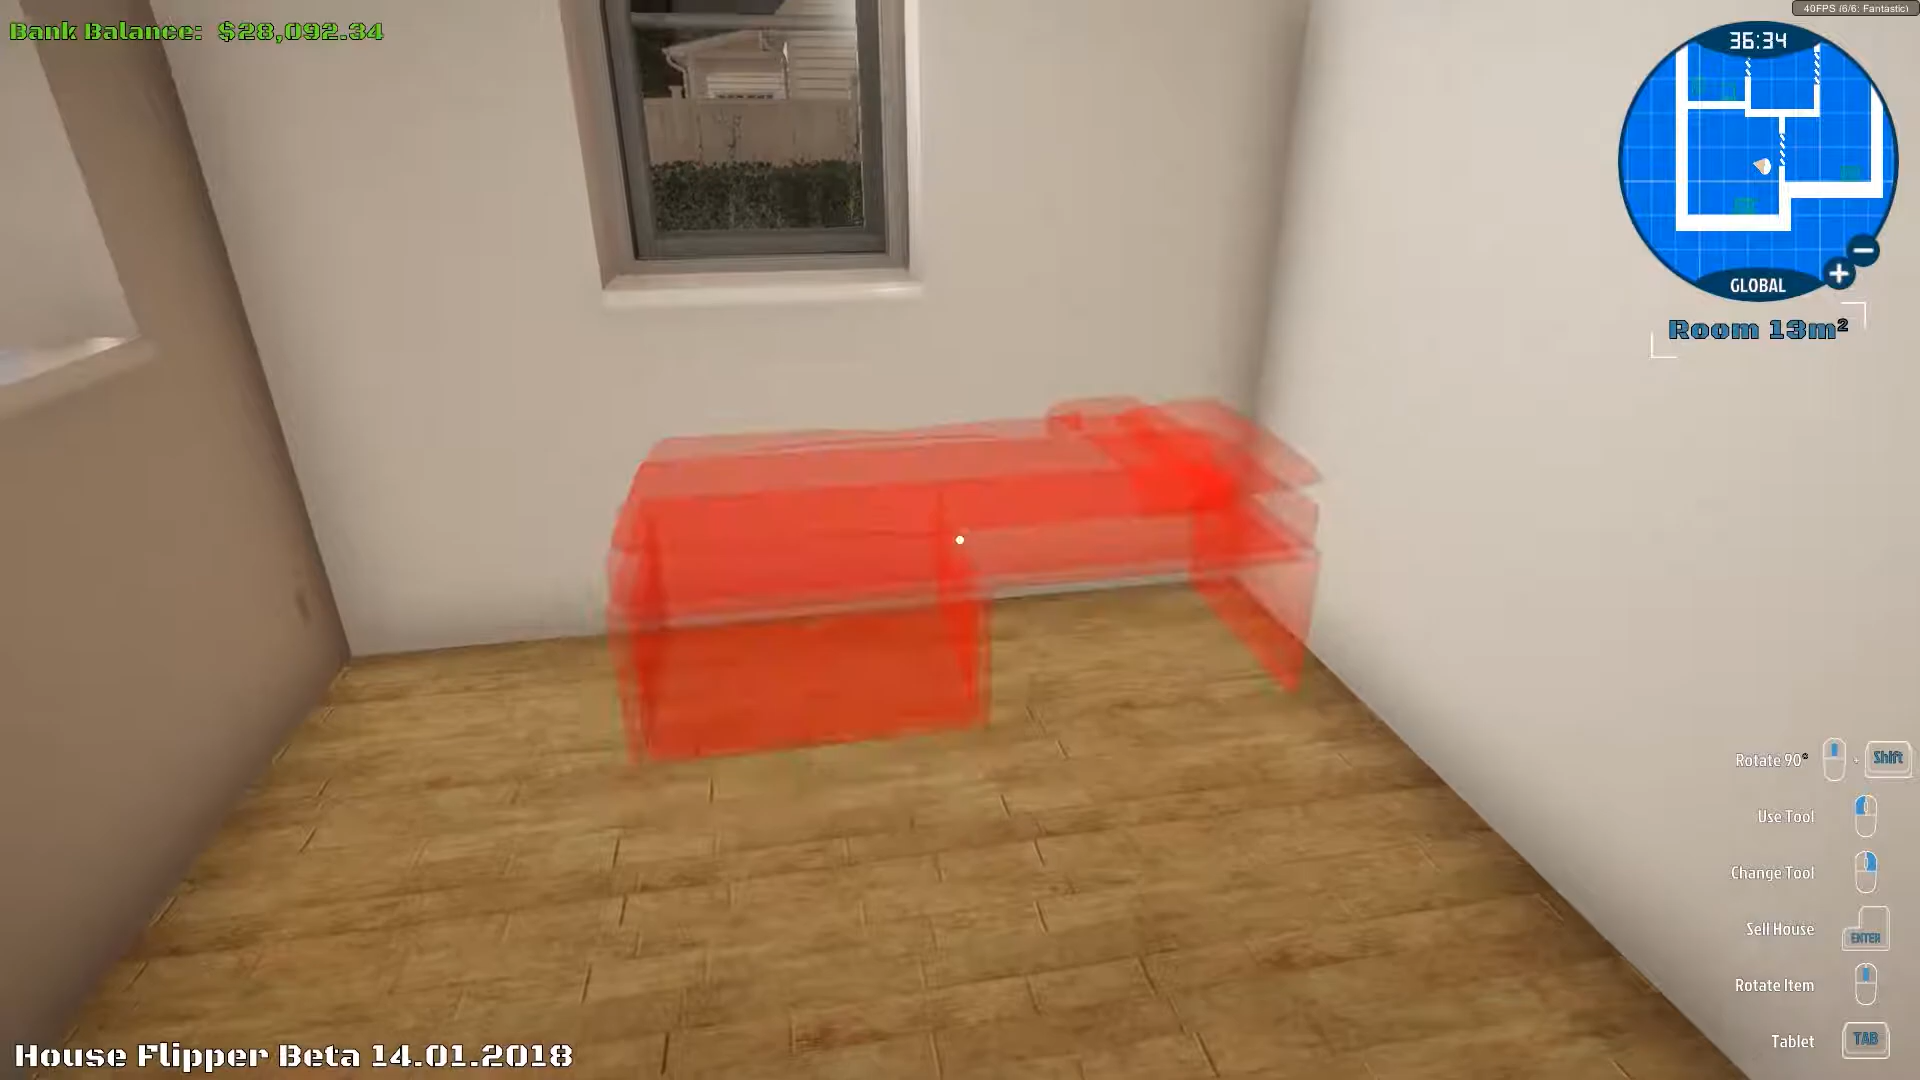 Bank Balance: $28,092.34
40FPS (6/6: Fantastic)
36:34
GLOBAL
Room 13m²
Rotate 90° + Shift
Use Tool
Change Tool
Sell House ENTER
Rotate Item
Tablet TAB
House Flipper Beta 14.01.2018